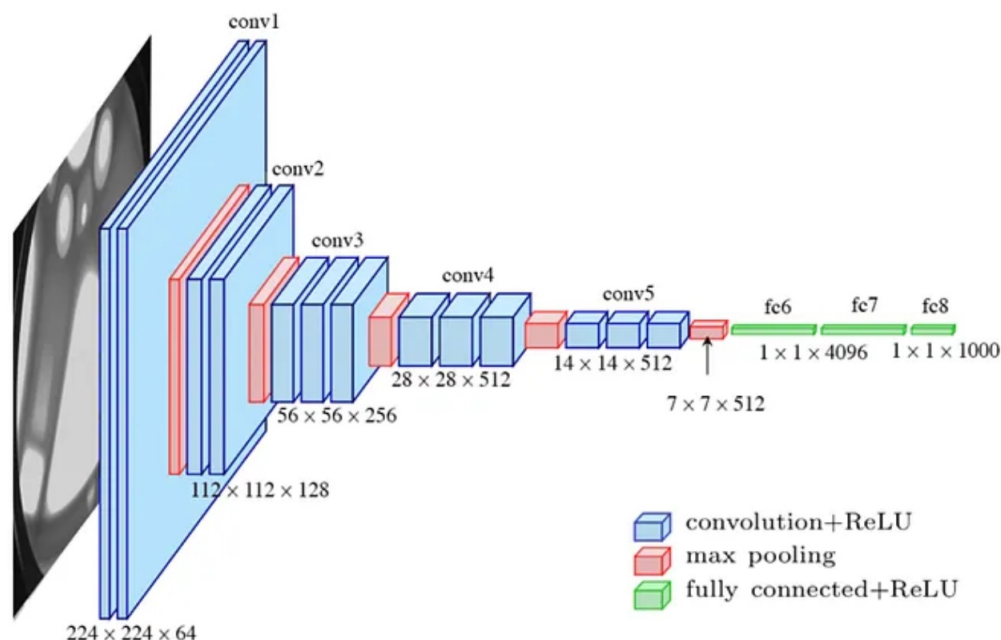 conv1
conv2
conv3
conv4
conv5
fc6
fc7
fc8
1 × 1 × 4096
1 × 1 × 1000
14 × 14 × 512
28 × 28 × 512
7 × 7 × 512
56 × 56 × 256
112 × 112 × 128
224 × 224 × 64
convolution+ReLU
max pooling
fully connected+ReLU